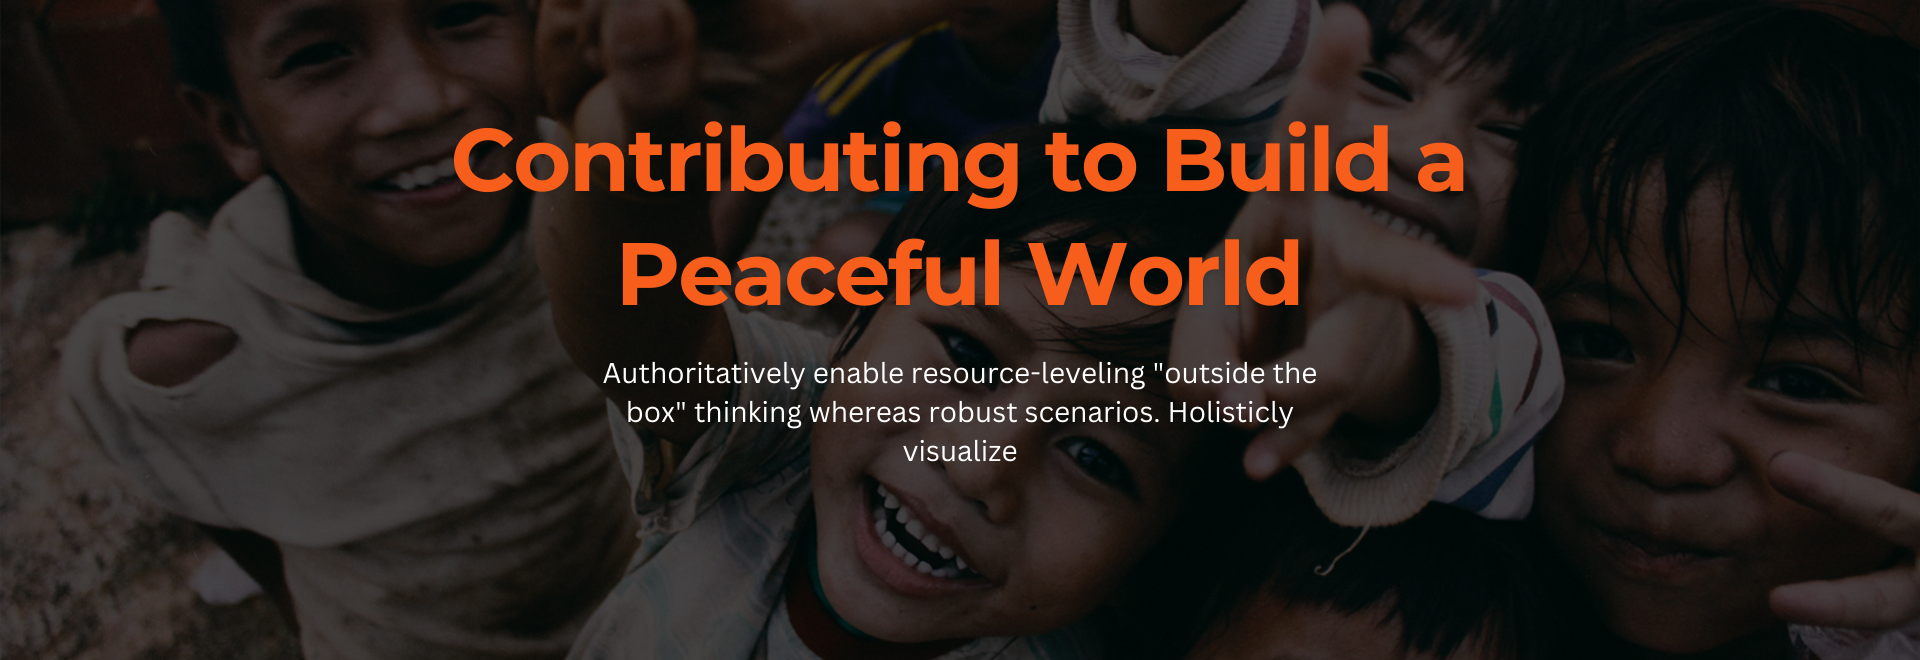 Contributing to Build a
Peaceful World
Authoritatively enable resource-leveling "outside the
box" thinking whereas robust scenarios. Holisticly
visualize